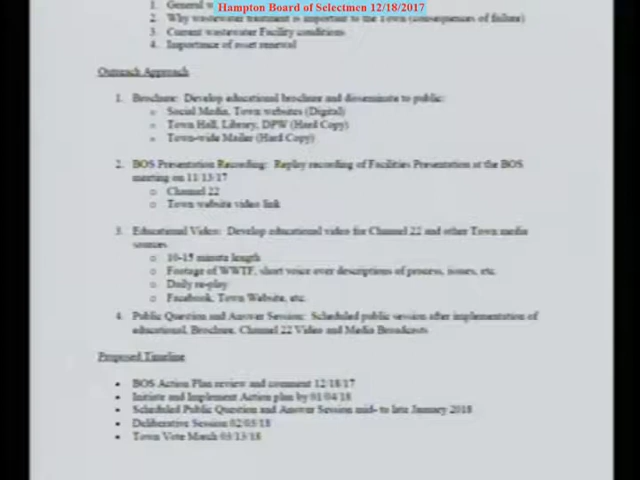 Hampton Board of Selectmen 12/18/2017
1. General
2. Why wastewater treatment is important to the Town (consequences of failure)
3. Current wastewater Facility conditions
4. Importance of asset renewal
Outreach Approach
1. Brochure: Develop educational brochure and disseminate to public:
○ Social Media, Town websites (Digital)
○ Town Hall, Library, DPW (Hard Copy)
• Town-wide Mailer (Hard Copy)
2. BOS Presentation Recording: Replay recording of Facilities Presentation at the BOS
meeting on 11/13/17
○ Channel 22
○ Town website video link
3. Educational Video: Develop educational video for Channel 22 and other Town media
sources
○ 10-15 minute length
○ Footage of WWTF, short voice over descriptions of process, issues, etc.
○ Daily re-play
○ Facebook, Town Website, etc.
4. Public Question and Answer Session: Scheduled public session after implementation of
educational, Brochure, Channel 22 Video and Media Broadcasts
Proposed Timeline
• BOS Action Plan review and comment 12/18/17
• Initiate and Implement Action plan by 01/04/18
• Scheduled Public Question and Answer Session mid- to late January 2018
• Deliberative Session 02/03/18
• Town Vote March 03/13/18